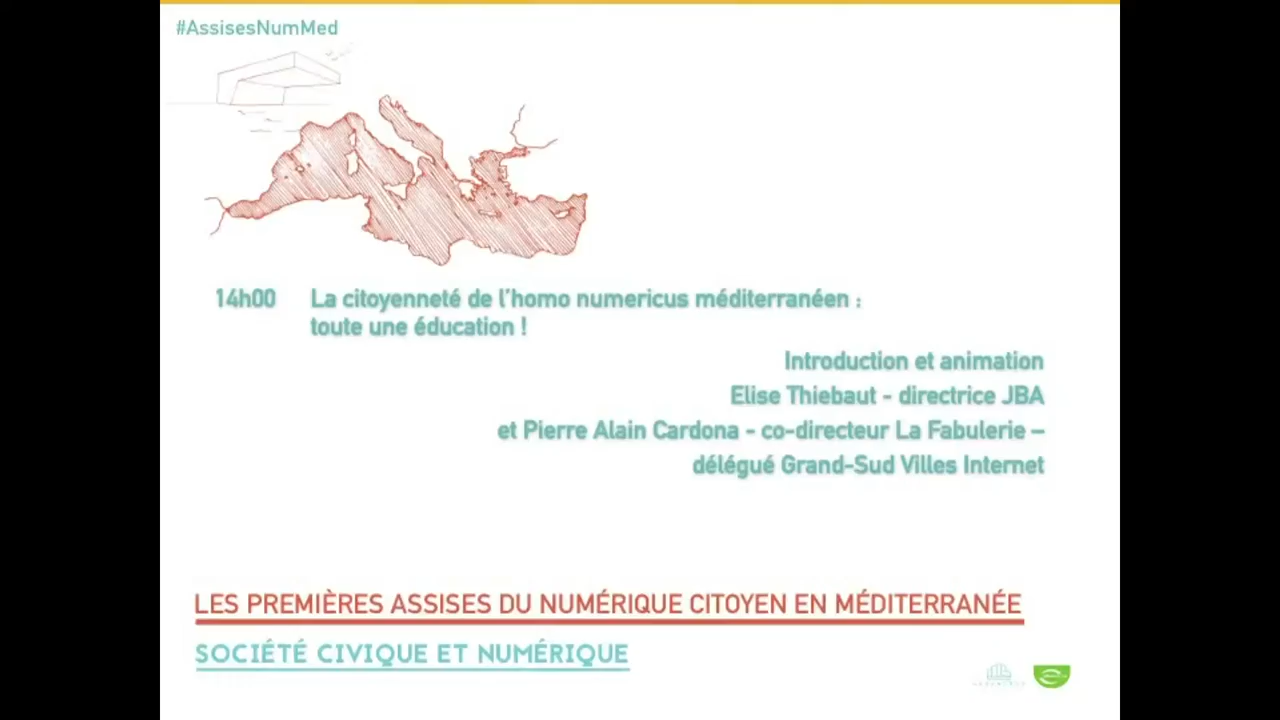 #AssisesNumMed
14h00 La citoyenneté de l'homo numericus méditerranéen :
toute une éducation !
Introduction et animation
Elise Thiebaut - directrice JBA
et Pierre Alain Cardona - co-directeur La Fabulerie –
délégué Grand-Sud Villes Internet
LES PREMIÈRES ASSISES DU NUMÉRIQUE CITOYEN EN MÉDITERRANÉE
SOCIÉTÉ CIVIQUE ET NUMÉRIQUE